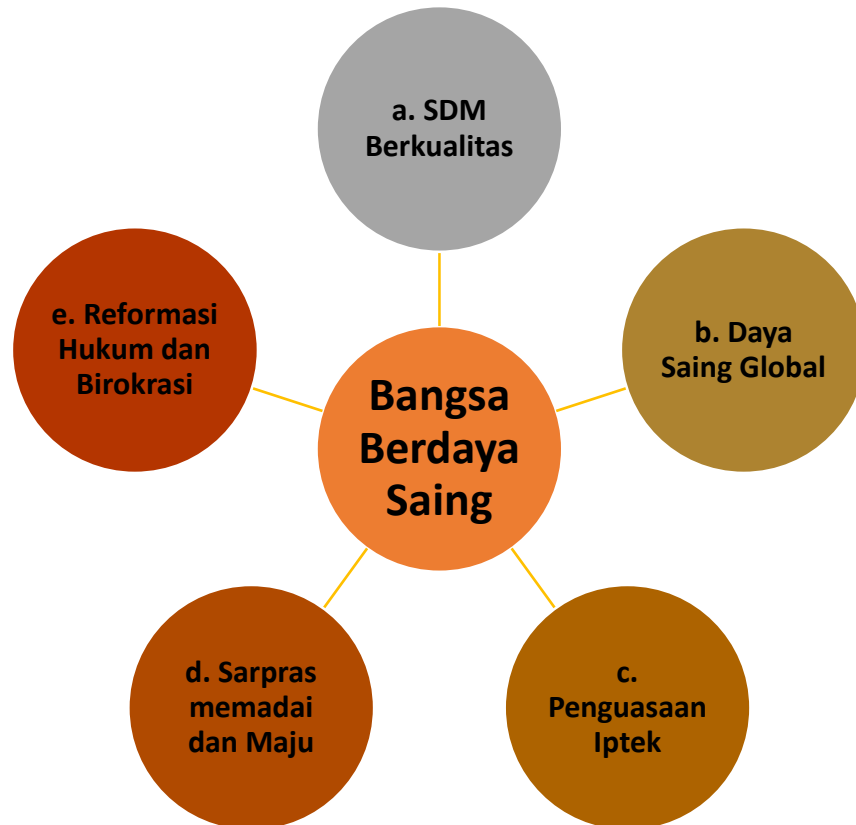 a. SDM
Berkualitas
b. Daya
Saing Global
c.
Penguasaan
Iptek
d. Sarpras
memadai
dan Maju
e. Reformasi
Hukum dan
Birokrasi
Bangsa
Berdaya
Saing